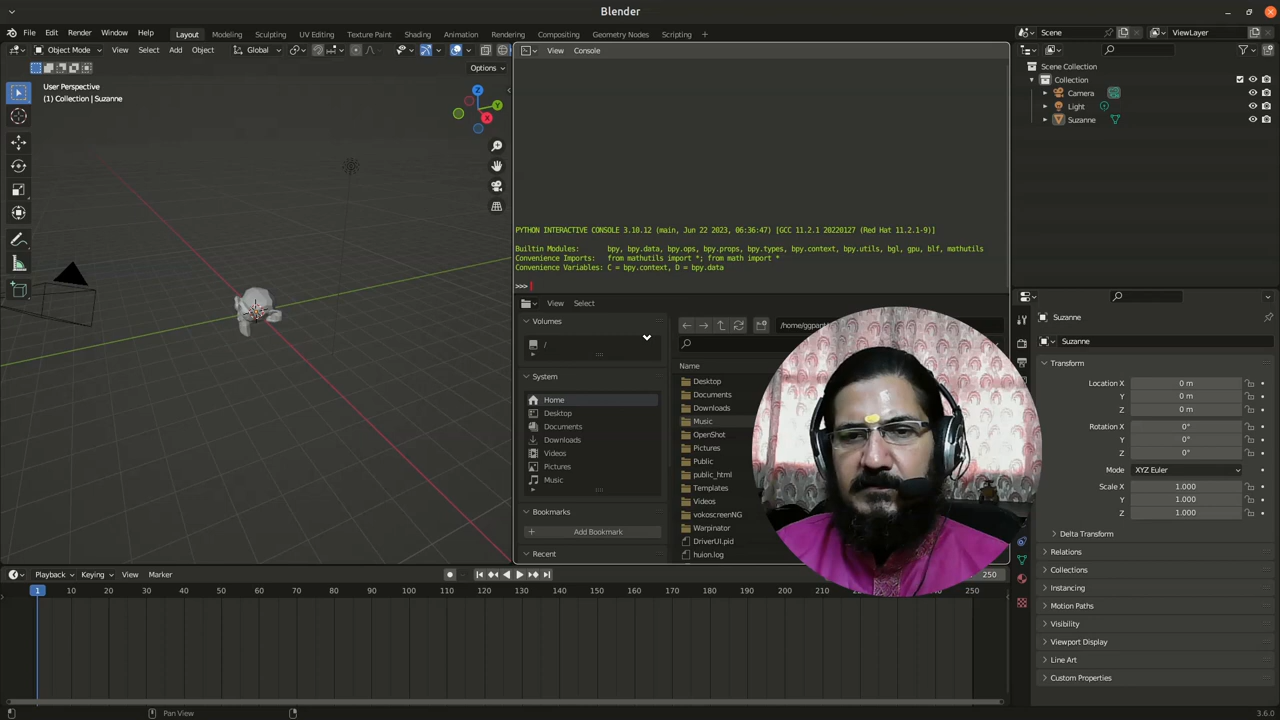 Blender
File Edit Render Window Help Layout Modeling Sculpting UV Editing Texture Paint Shading Animation Rendering Compositing Geometry Nodes Scripting +
Scene ViewLayer
Object Mode View Select Add Object Global
Options
User Perspective
(1) Collection | Suzanne
Z
Y
X
View Console
PYTHON INTERACTIVE CONSOLE 3.10.12 (main, Jun 22 2023, 06:36:47) [GCC 11.2.1 20220127 (Red Hat 11.2.1-9)]
Builtin Modules: bpy, bpy.data, bpy.ops, bpy.props, bpy.types, bpy.context, bpy.utils, bgl, gpu, blf, mathutils
Convenience Imports: from mathutils import *; from math import *
Convenience Variables: C = bpy.context, D = bpy.data
>>>
View Select
Volumes
/
System
Home
Desktop
Documents
Downloads
Videos
Pictures
Music
Bookmarks
Add Bookmark
Recent
Name
Desktop
Documents
Downloads
Music
OpenShot
Pictures
Public
public_html
Templates
Videos
vokoscreenNG
Warpinator
DriverUI.pid
huion.log
Scene Collection
Collection
Camera
Light
Suzanne
Suzanne
Suzanne
Transform
Location X 0 m
Y 0 m
Z 0 m
Rotation X 0°
Y 0°
Z 0°
Mode XYZ Euler
Scale X 1.000
Y 1.000
Z 1.000
Delta Transform
Relations
Collections
Instancing
Motion Paths
Visibility
Viewport Display
Line Art
Custom Properties
Playback Keying View Marker
250
1 10 20 30 40 50 60 70 80 90 100 110 120 130 140 150 160 170 180 190 200 210 220 230 240 250
Pan View
3.6.0